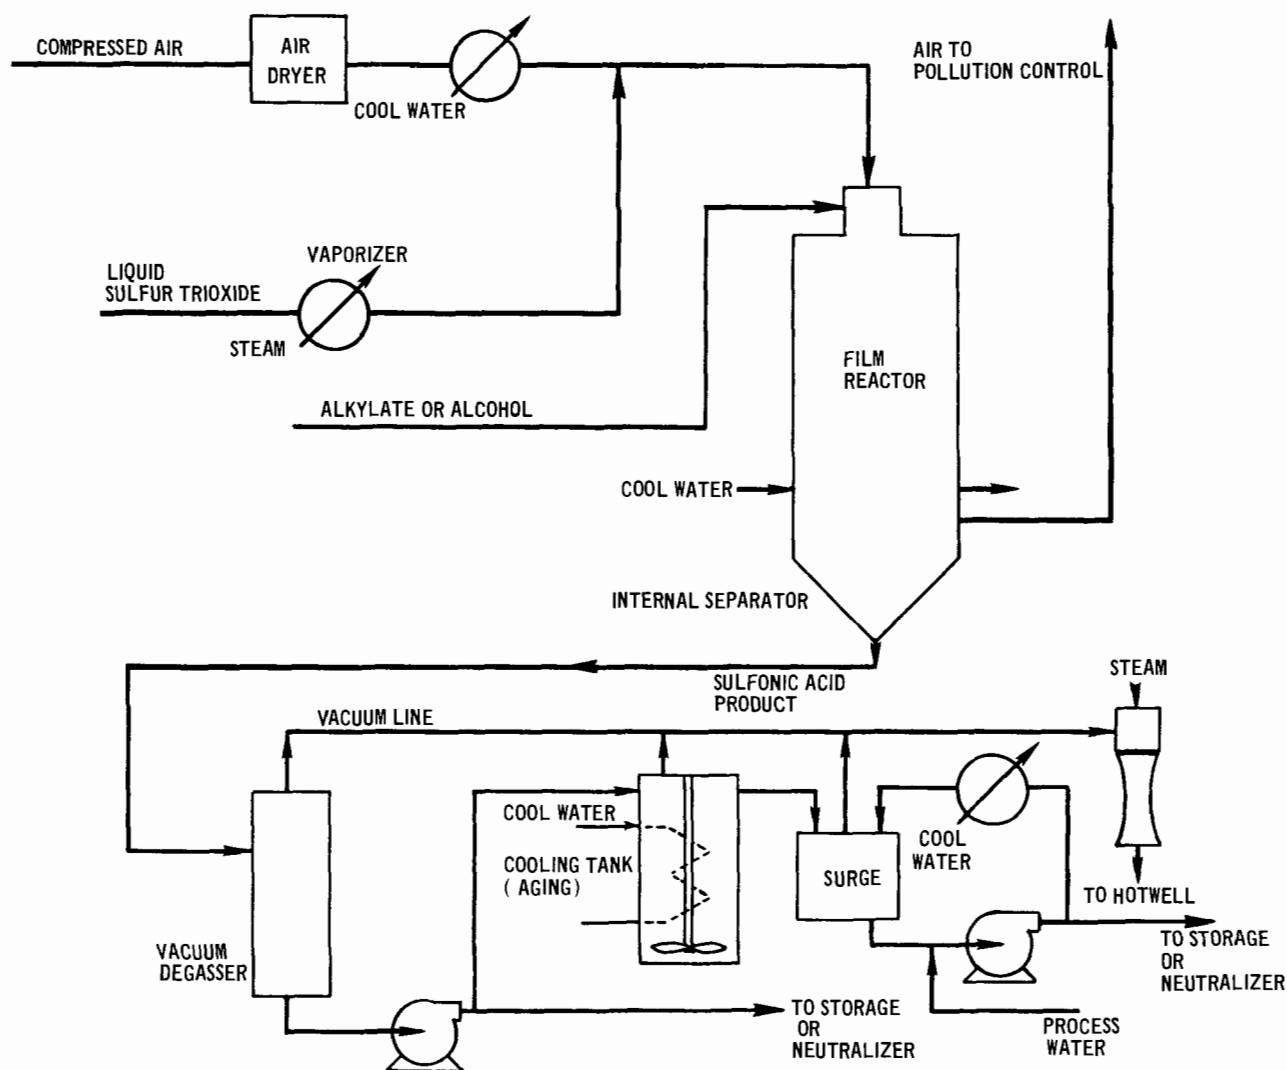 COMPRESSED AIR
AIR
DRYER
COOL WATER
AIR TO
POLLUTION CONTROL
VAPORIZER
LIQUID
SULFUR TRIOXIDE
STEAM
FILM
REACTOR
ALKYLATE OR ALCOHOL
COOL WATER
INTERNAL SEPARATOR
SULFONIC ACID
PRODUCT
STEAM
VACUUM LINE
COOL WATER
COOLING TANK
( AGING)
SURGE
COOL
WATER
TO HOTWELL
VACUUM
DEGASSER
TO STORAGE
OR
NEUTRALIZER
TO STORAGE
OR
NEUTRALIZER
PROCESS
WATER